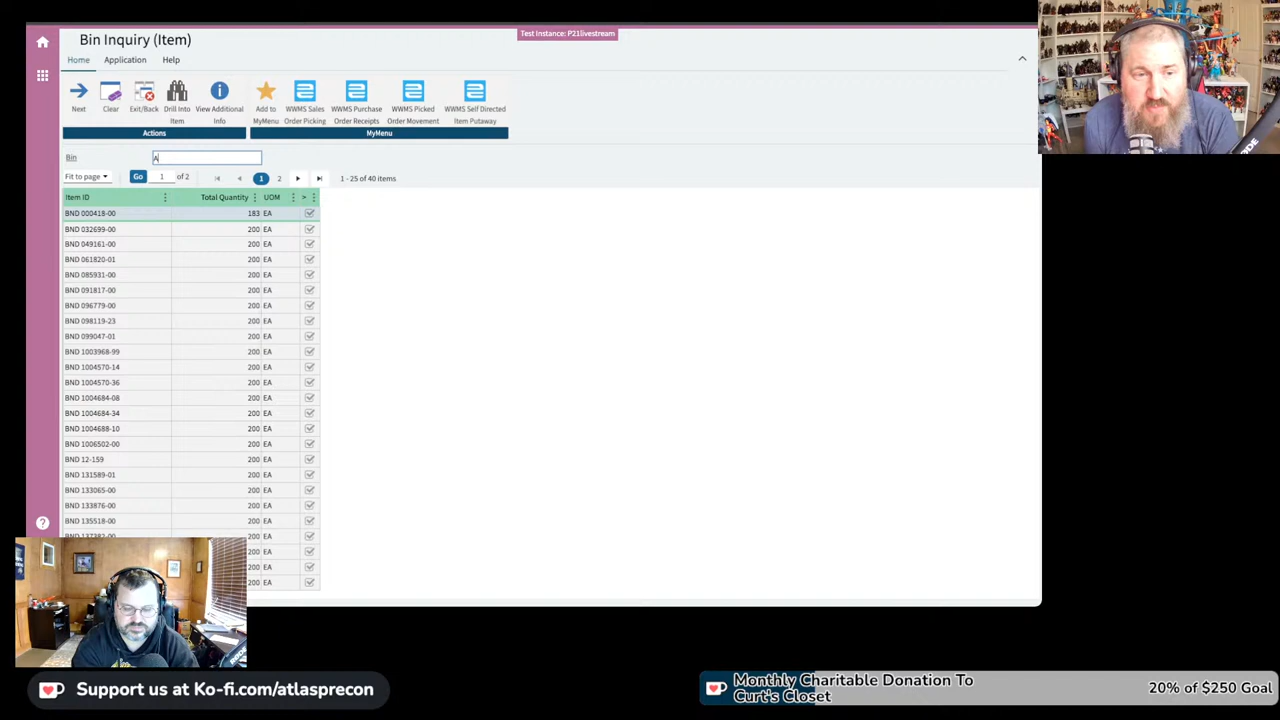 Bin Inquiry (Item)
Test Instance: P21livestream
Home Application Help
Next Clear Exit/Back Drill Into Item View Additional Info Add to MyMenu WWMS Sales Order Picking WWMS Purchase Order Receipts WWMS Picked Order Movement WWMS Self Directed Item Putaway
Actions MyMenu
Bin A
Fit to page Go 1 of 2 1 2 1 - 25 of 40 items
Item ID Total Quantity UOM >
BND 000418-00 183 EA
BND 032699-00 200 EA
BND 049161-00 200 EA
BND 061820-01 200 EA
BND 085931-00 200 EA
BND 091817-00 200 EA
BND 096779-00 200 EA
BND 098119-23 200 EA
BND 099047-01 200 EA
BND 1003968-99 200 EA
BND 1004570-14 200 EA
BND 1004570-36 200 EA
BND 1004684-08 200 EA
BND 1004684-34 200 EA
BND 1004688-10 200 EA
BND 1006502-00 200 EA
BND 12-159 200 EA
BND 131589-01 200 EA
BND 133065-00 200 EA
BND 133876-00 200 EA
BND 135518-00 200 EA
BND 137382-00 200 EA
200 EA
200 EA
200 EA
Support us at Ko-fi.com/atlasprecon
Monthly Charitable Donation To
Curt's Closet
20% of $250 Goal